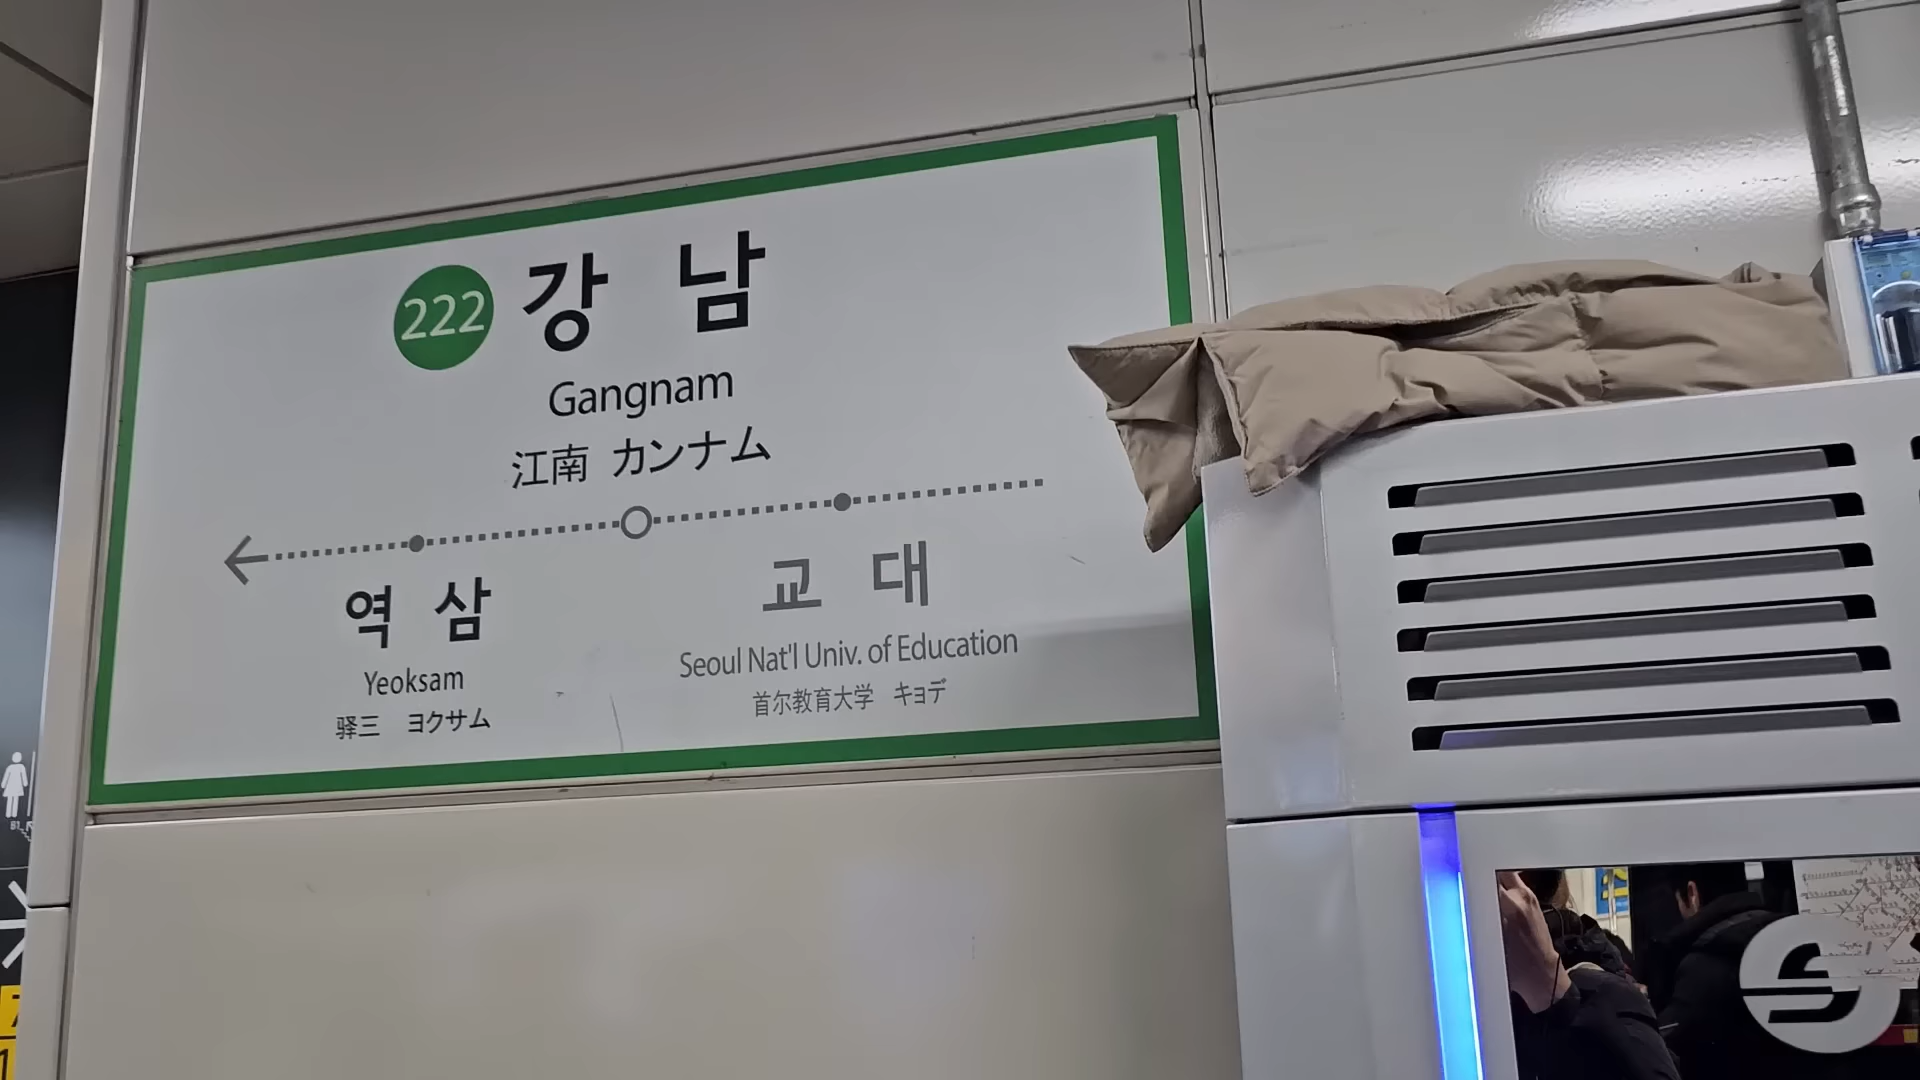 222 강남
Gangnam
江南 カンナム
역삼
Yeoksam
驿三 ヨクサム
교대
Seoul Nat'l Univ. of Education
首尔教育大学 キョデ